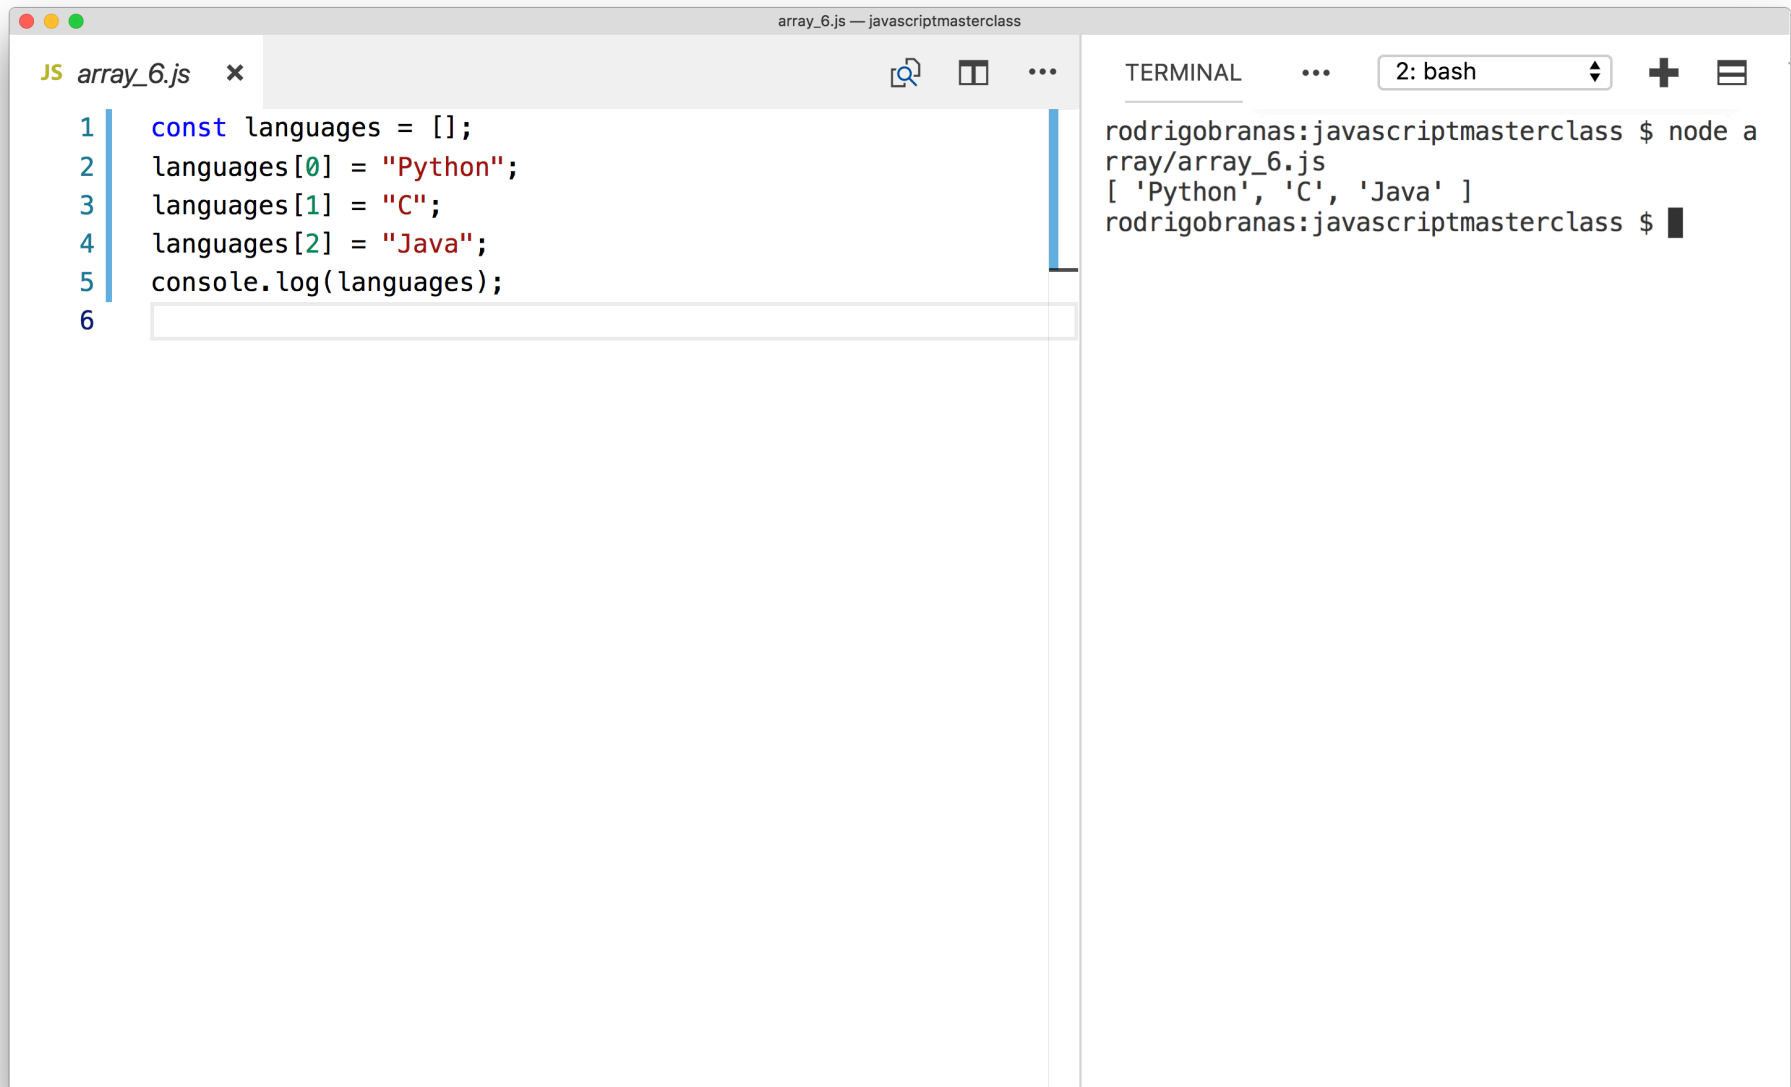 array_6.js — javascriptmasterclass
JS array_6.js
TERMINAL
2: bash
1 const languages = [];
2 languages[0] = "Python";
3 languages[1] = "C";
4 languages[2] = "Java";
5 console.log(languages);
6
rodrigobranas:javascriptmasterclass $ node a
rray/array_6.js
[ 'Python', 'C', 'Java' ]
rodrigobranas:javascriptmasterclass $